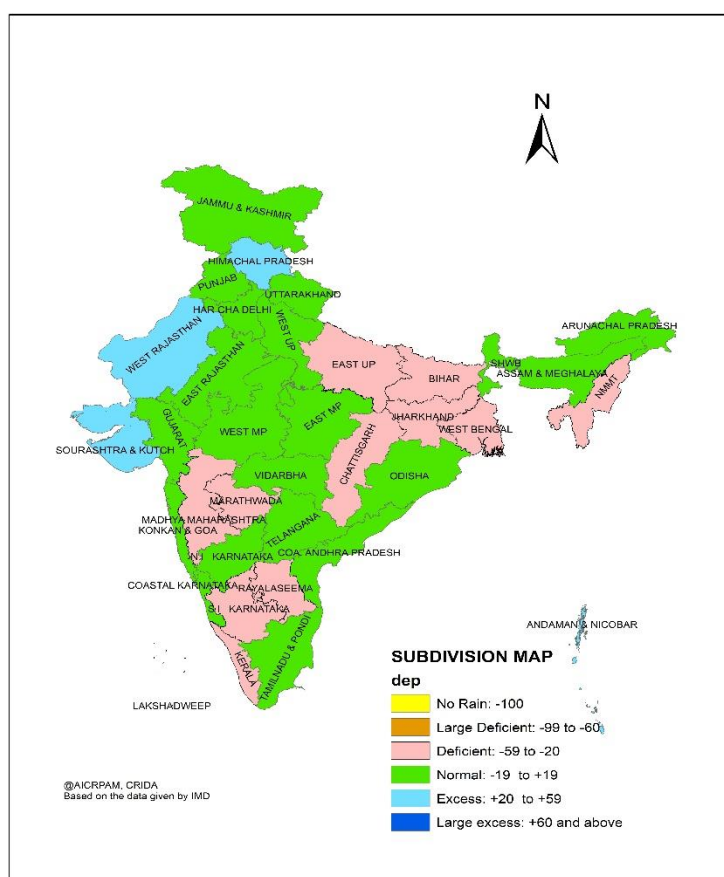 N
JAMMU & KASHMIR
HIMACHAL PRADESH
PUNJAB
UTTARAKHAND
HAR CHA DELHI
WEST UP
WEST RAJASTHAN
EAST RAJASTHAN
EAST UP
BIHAR
SHWB
ARUNACHAL PRADESH
ASSAM & MEGHALAYA
NMMT
JHARKHAND
WEST BENGAL
EAST MP
WEST MP
GUJARAT
SOURASHTRA & KUTCH
CHATTISGARH
ODISHA
VIDARBHA
MARATHWADA
MADHYA MAHARASHTRA
KONKAN & GOA
TELANGANA
N.I KARNATAKA
COA. ANDHRA PRADESH
COASTAL KARNATAKA
RAYALASEEMA
S.I KARNATAKA
TAMILNADU & PONDI
KERALA
ANDAMAN & NICOBAR
LAKSHADWEEP
SUBDIVISION MAP
dep
No Rain: -100
Large Deficient: -99 to -60
Deficient: -59 to -20
Normal: -19 to +19
Excess: +20 to +59
Large excess: +60 and above
@AICRPAM, CRIDA
Based on the data given by IMD